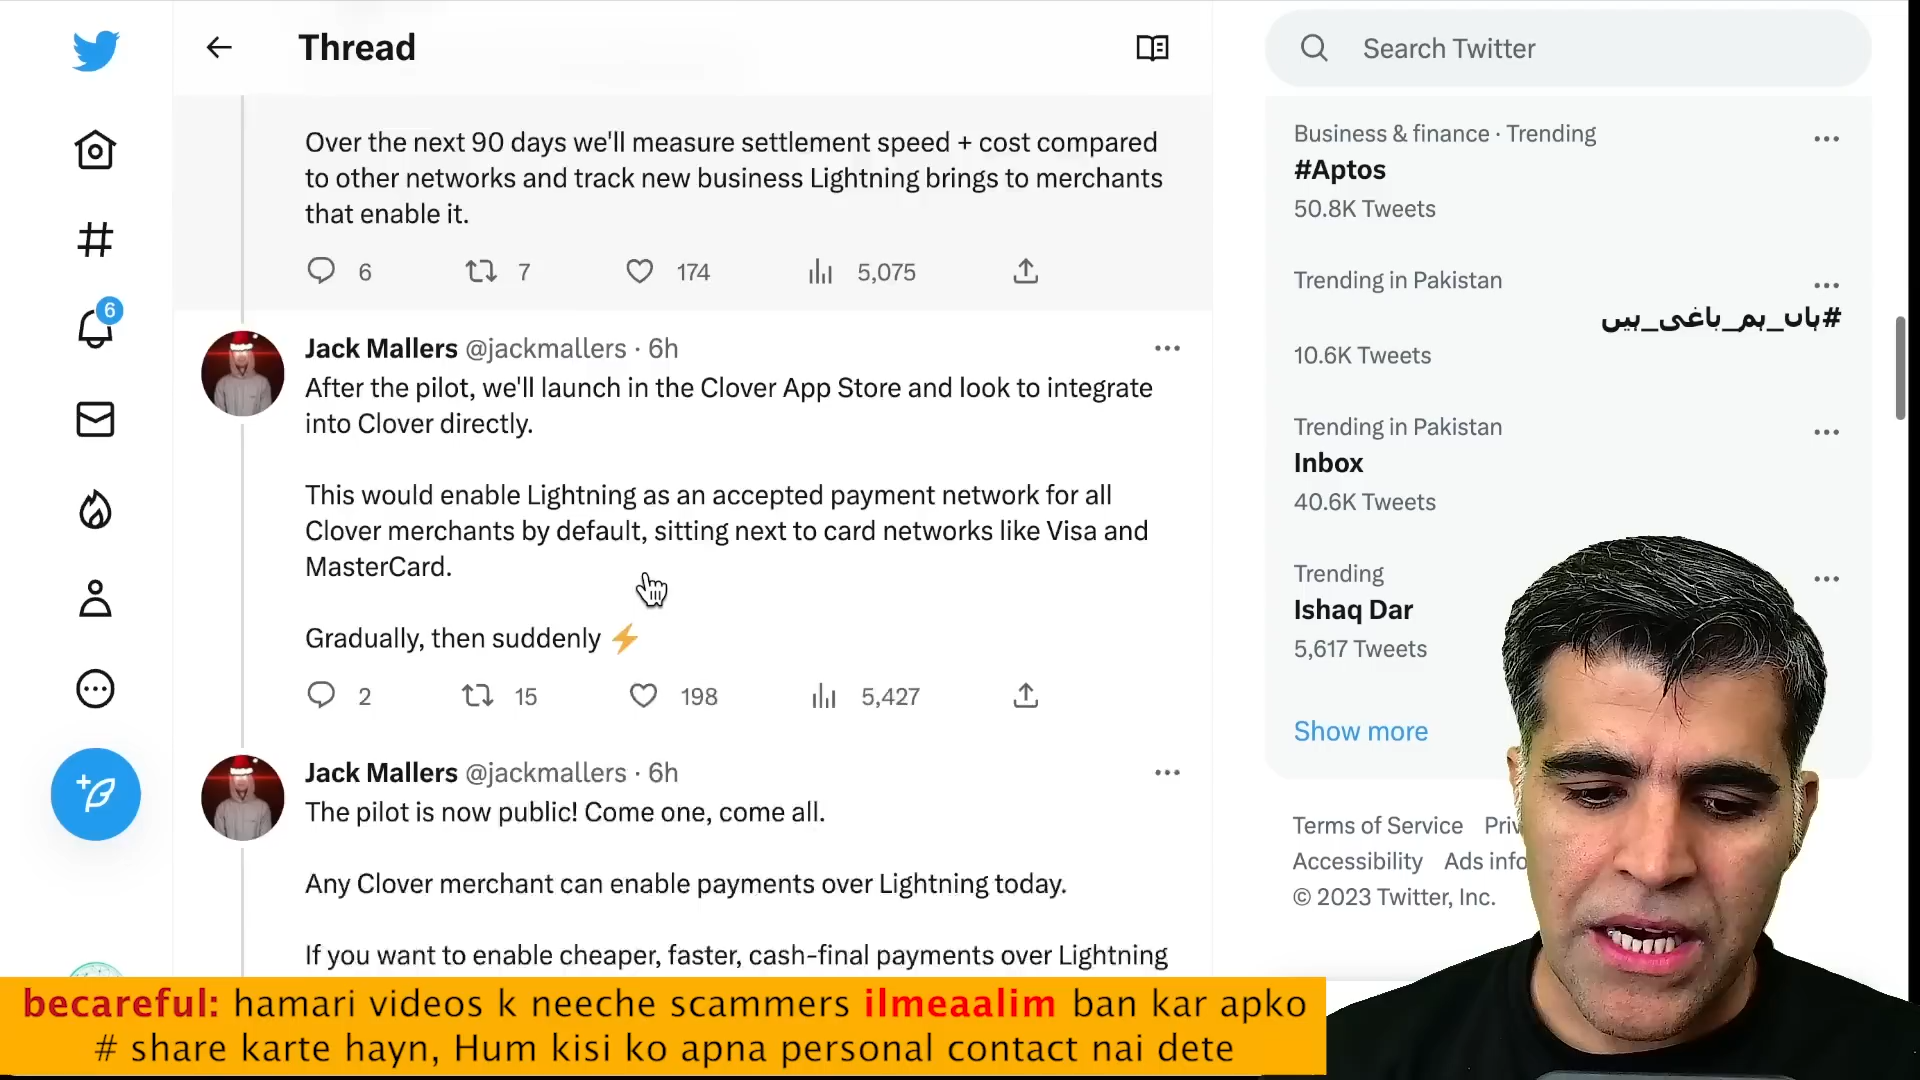 Thread
Search Twitter
Over the next 90 days we'll measure settlement speed + cost compared
to other networks and track new business Lightning brings to merchants
that enable it.
6 7 174 5,075
Jack Mallers @jackmallers · 6h
After the pilot, we'll launch in the Clover App Store and look to integrate
into Clover directly.
This would enable Lightning as an accepted payment network for all
Clover merchants by default, sitting next to card networks like Visa and
MasterCard.
Gradually, then suddenly ⚡
2 15 198 5,427
Jack Mallers @jackmallers · 6h
The pilot is now public! Come one, come all.
Any Clover merchant can enable payments over Lightning today.
If you want to enable cheaper, faster, cash-final payments over Lightning
6
Business & finance · Trending
#Aptos
50.8K Tweets
Trending in Pakistan
#ہاں_ہم_باغی_ہیں
10.6K Tweets
Trending in Pakistan
Inbox
40.6K Tweets
Trending
Ishaq Dar
5,617 Tweets
Show more
Terms of Service
Accessibility Ads info
© 2023 Twitter, Inc.
becareful: hamari videos k neeche scammers ilmeaalim ban kar apko
# share karte hayn, Hum kisi ko apna personal contact nai dete